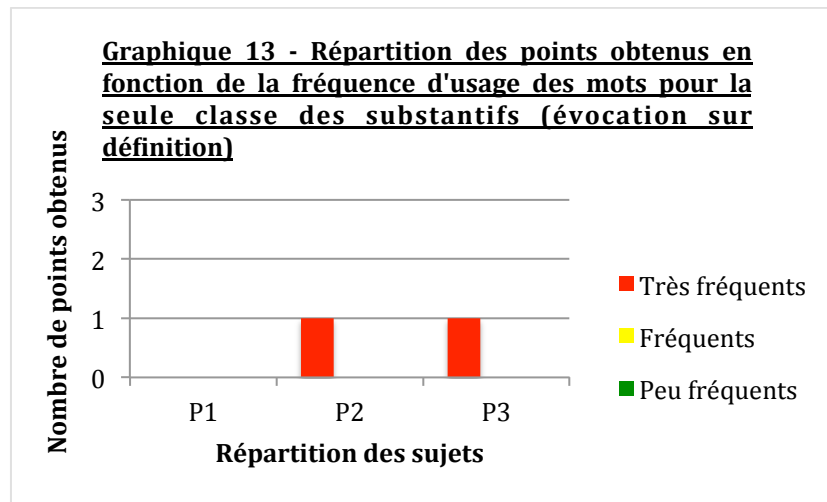 Graphique 13 - Répartition des points obtenus en
fonction de la fréquence d'usage des mots pour la
seule classe des substantifs (évocation sur
définition)
Nombre de points obtenus
3
2
1
0
P1 P2 P3
Répartition des sujets
Très fréquents
Fréquents
Peu fréquents